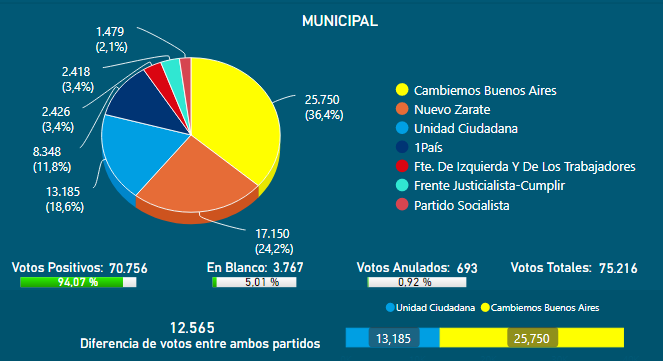 MUNICIPAL
1.479
(2,1%)
2.418
(3,4%)
2.426
(3,4%)
8.348
(11,8%)
13.185
(18,6%)
25.750
(36,4%)
17.150
(24,2%)
Cambiemos Buenos Aires
Nuevo Zarate
Unidad Ciudadana
1País
Fte. De Izquierda Y De Los Trabajadores
Frente Justicialista-Cumplir
Partido Socialista
Votos Positivos: 70.756
94,07 %
En Blanco: 3.767
5,01 %
Votos Anulados: 693
0,92 %
Votos Totales: 75.216
12.565
Diferencia de votos entre ambos partidos
Unidad Ciudadana Cambiemos Buenos Aires
13,185 25,750